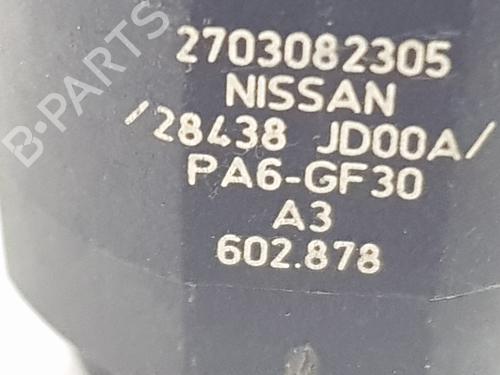 2703082305
NISSAN
/28438 JD00A/
PA6-GF30
A3
602.878
B-PARTS